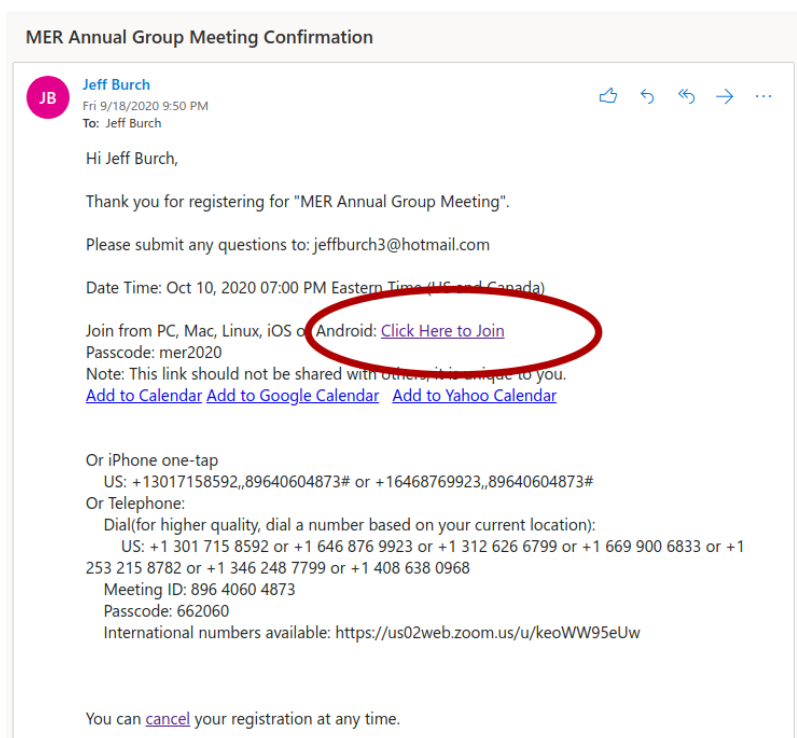 MER Annual Group Meeting Confirmation
JB
Jeff Burch
Fri 9/18/2020 9:50 PM
To: Jeff Burch
Hi Jeff Burch,
Thank you for registering for "MER Annual Group Meeting".
Please submit any questions to: jeffburch3@hotmail.com
Date Time: Oct 10, 2020 07:00 PM Eastern Time (US and Canada)
Join from PC, Mac, Linux, iOS or Android: Click Here to Join
Passcode: mer2020
Note: This link should not be shared with others, it is unique to you.
Add to Calendar Add to Google Calendar Add to Yahoo Calendar
Or iPhone one-tap
US: +13017158592,,89640604873# or +16468769923,,89640604873#
Or Telephone:
Dial(for higher quality, dial a number based on your current location):
US: +1 301 715 8592 or +1 646 876 9923 or +1 312 626 6799 or +1 669 900 6833 or +1
253 215 8782 or +1 346 248 7799 or +1 408 638 0968
Meeting ID: 896 4060 4873
Passcode: 662060
International numbers available: https://us02web.zoom.us/u/keoWW95eUw
You can cancel your registration at any time.